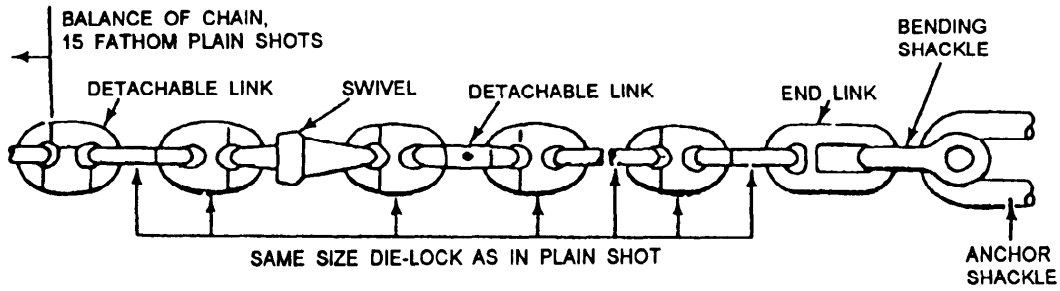 BALANCE OF CHAIN,
15 FATHOM PLAIN SHOTS
DETACHABLE LINK
SWIVEL
DETACHABLE LINK
END LINK
BENDING
SHACKLE
SAME SIZE DIE-LOCK AS IN PLAIN SHOT
ANCHOR
SHACKLE